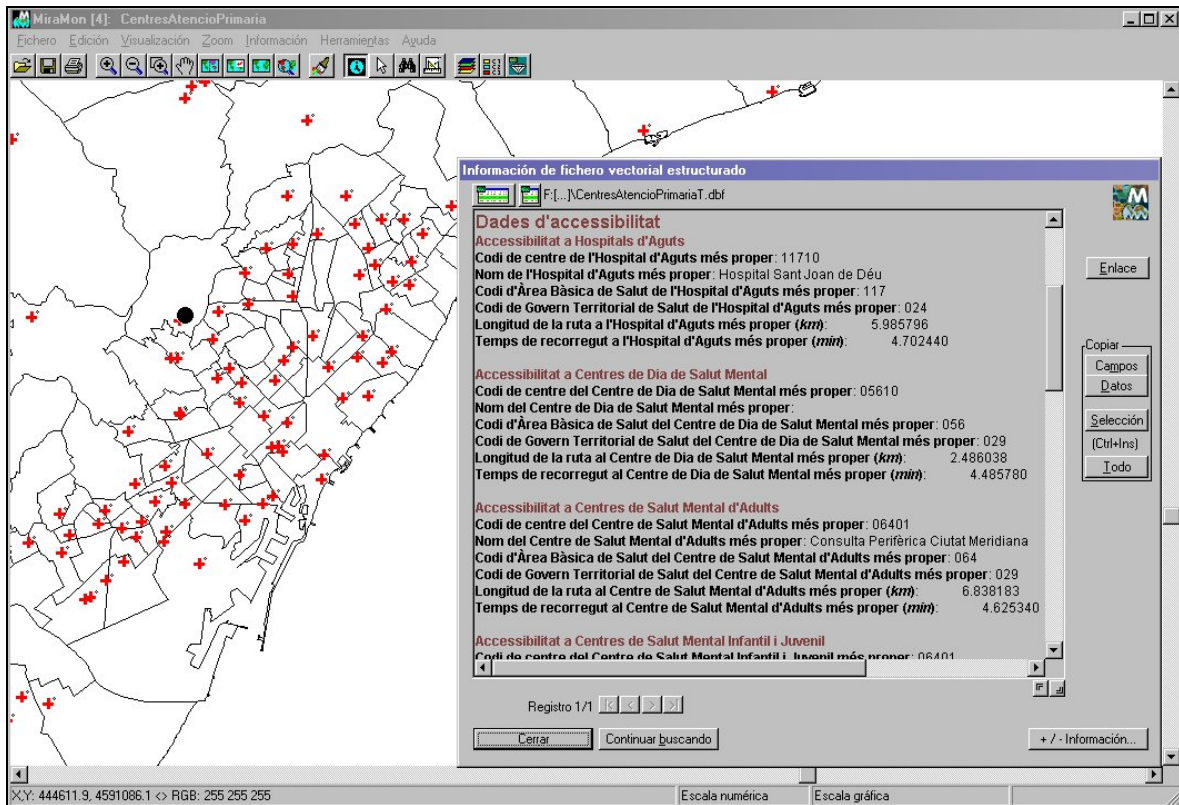 MiraMon [4]: CentresAtencioPrimaria
Fichero Edición Visualización Zoom Información Herramientas Ayuda
Información de fichero vectorial estructurado
F:[...]\CentresAtencioPrimariaT.dbf
Dades d'accessibilitat
Accessibilitat a Hospitals d'Aguts
Codi de centre de l'Hospital d'Aguts més proper: 11710
Nom de l'Hospital d'Aguts més proper: Hospital Sant Joan de Déu
Codi d'Àrea Bàsica de Salut de l'Hospital d'Aguts més proper: 117
Codi de Govern Territorial de Salut de l'Hospital d'Aguts més proper: 024
Longitud de la ruta a l'Hospital d'Aguts més proper (km): 5.985796
Temps de recorregut a l'Hospital d'Aguts més proper (min): 4.702440
Accessibilitat a Centres de Dia de Salut Mental
Codi de centre del Centre de Dia de Salut Mental més proper: 05610
Nom del Centre de Dia de Salut Mental més proper:
Codi d'Àrea Bàsica de Salut del Centre de Dia de Salut Mental més proper: 056
Codi de Govern Territorial de Salut del Centre de Dia de Salut Mental més proper: 029
Longitud de la ruta al Centre de Dia de Salut Mental més proper (km): 2.486038
Temps de recorregut al Centre de Dia de Salut Mental més proper (min): 4.485780
Accessibilitat a Centres de Salut Mental d'Adults
Codi de centre del Centre de Salut Mental d'Adults més proper: 06401
Nom del Centre de Salut Mental d'Adults més proper: Consulta Perifèrica Ciutat Meridiana
Codi d'Àrea Bàsica de Salut del Centre de Salut Mental d'Adults més proper: 064
Codi de Govern Territorial de Salut del Centre de Salut Mental d'Adults més proper: 029
Longitud de la ruta al Centre de Salut Mental d'Adults més proper (km): 6.838183
Temps de recorregut al Centre de Salut Mental d'Adults més proper (min): 4.625340
Accessibilitat a Centres de Salut Mental Infantil i Juvenil
Codi de centre del Centre de Salut Mental Infantil i Juvenil més proper: 06401
Enlace
Copiar
Campos
Datos
Selección
(Ctrl+Ins)
Todo
Registro 1/1
Cerrar
Continuar buscando
+ / - Información...
X,Y: 444611.9, 4591086.1 <> RGB: 255 255 255
Escala numérica
Escala gráfica